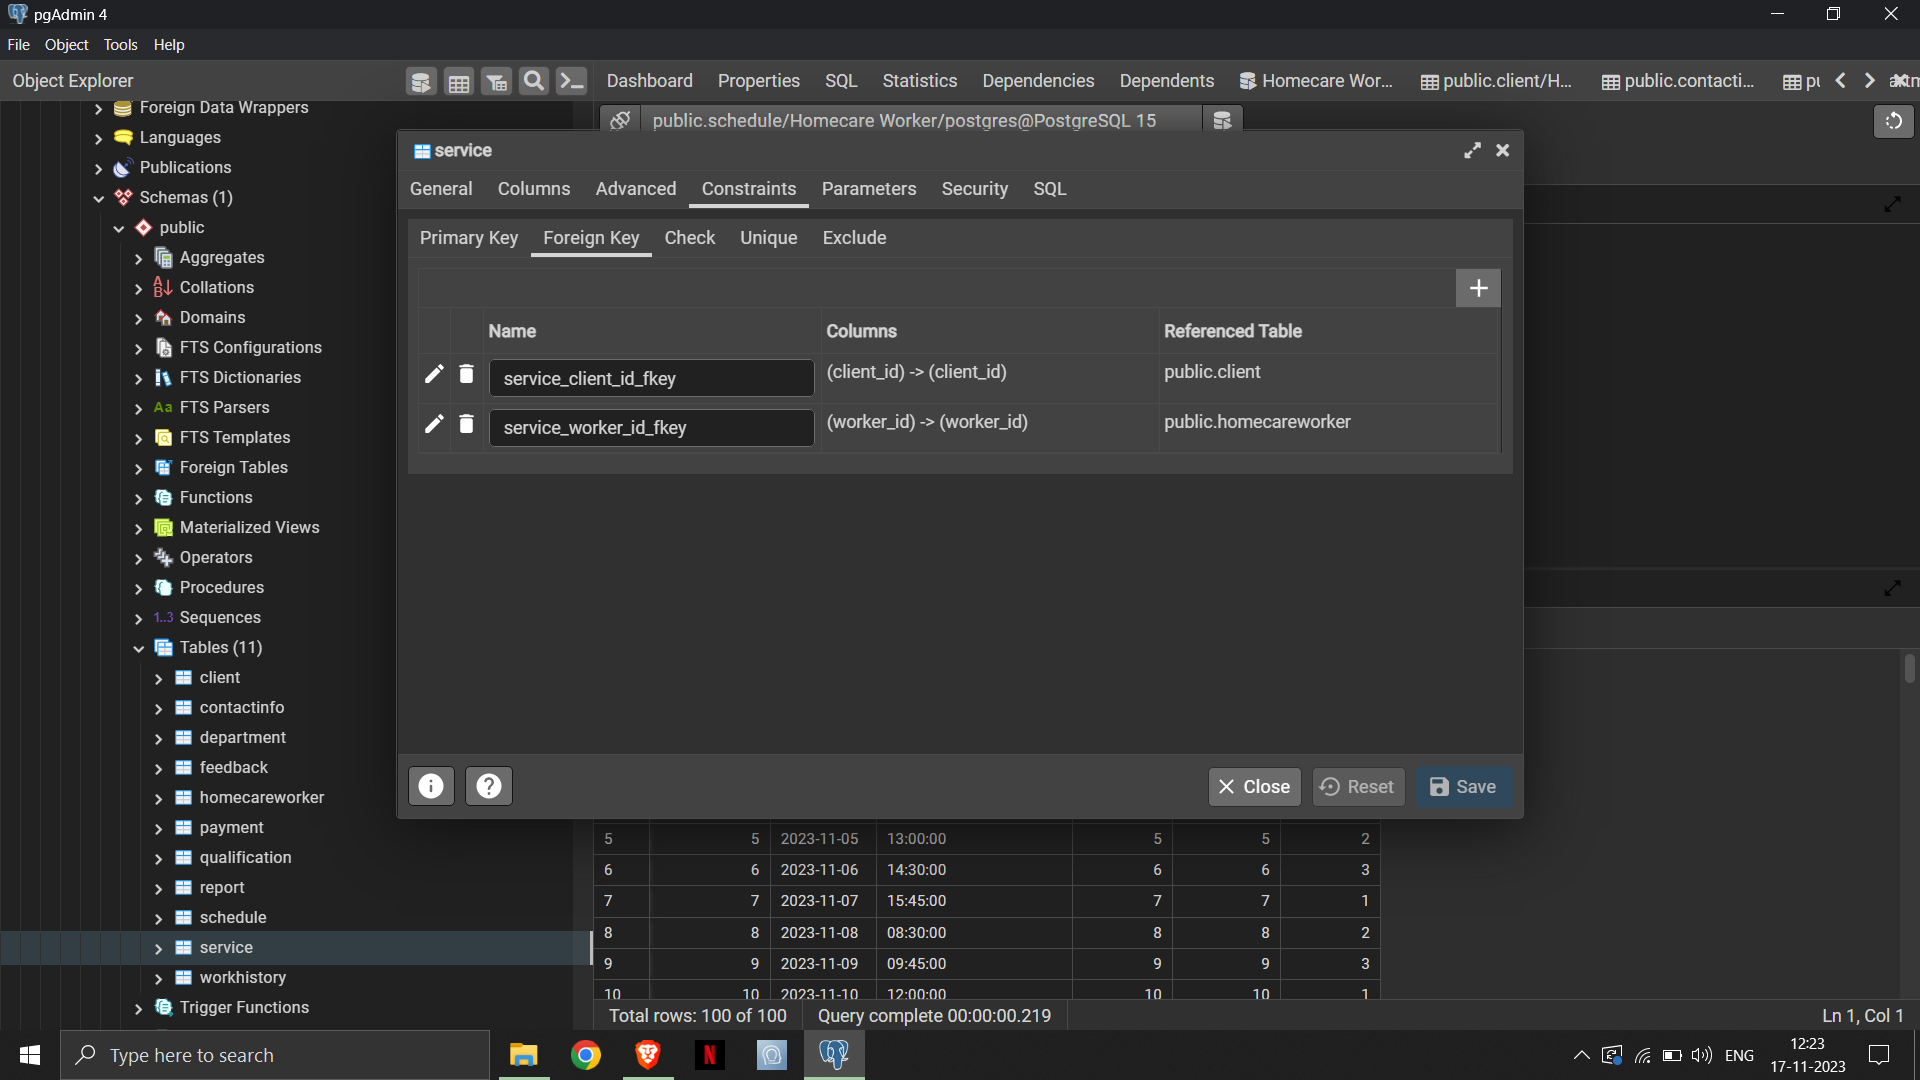 pgAdmin 4
File Object Tools Help
Object Explorer
Dashboard Properties SQL Statistics Dependencies Dependents Homecare Wor... public.client/H... public.contacti...
public.schedule/Homecare Worker/postgres@PostgreSQL 15
Foreign Data Wrappers
Languages
Publications
Schemas (1)
public
Aggregates
Collations
Domains
FTS Configurations
FTS Dictionaries
Aa FTS Parsers
FTS Templates
Foreign Tables
Functions
Materialized Views
Operators
Procedures
1..3 Sequences
Tables (11)
client
contactinfo
department
feedback
homecareworker
payment
qualification
report
schedule
service
workhistory
Trigger Functions
service
General Columns Advanced Constraints Parameters Security SQL
Primary Key Foreign Key Check Unique Exclude
Name Columns Referenced Table
service_client_id_fkey (client_id) -> (client_id) public.client
service_worker_id_fkey (worker_id) -> (worker_id) public.homecareworker
Close Reset Save
5 5 2023-11-05 13:00:00 5 5 2
6 6 2023-11-06 14:30:00 6 6 3
7 7 2023-11-07 15:45:00 7 7 1
8 8 2023-11-08 08:30:00 8 8 2
9 9 2023-11-09 09:45:00 9 9 3
10 10 2023-11-10 12:00:00 10 10 1
Total rows: 100 of 100 Query complete 00:00:00.219 Ln 1, Col 1
Type here to search
N
ENG
12:23
17-11-2023